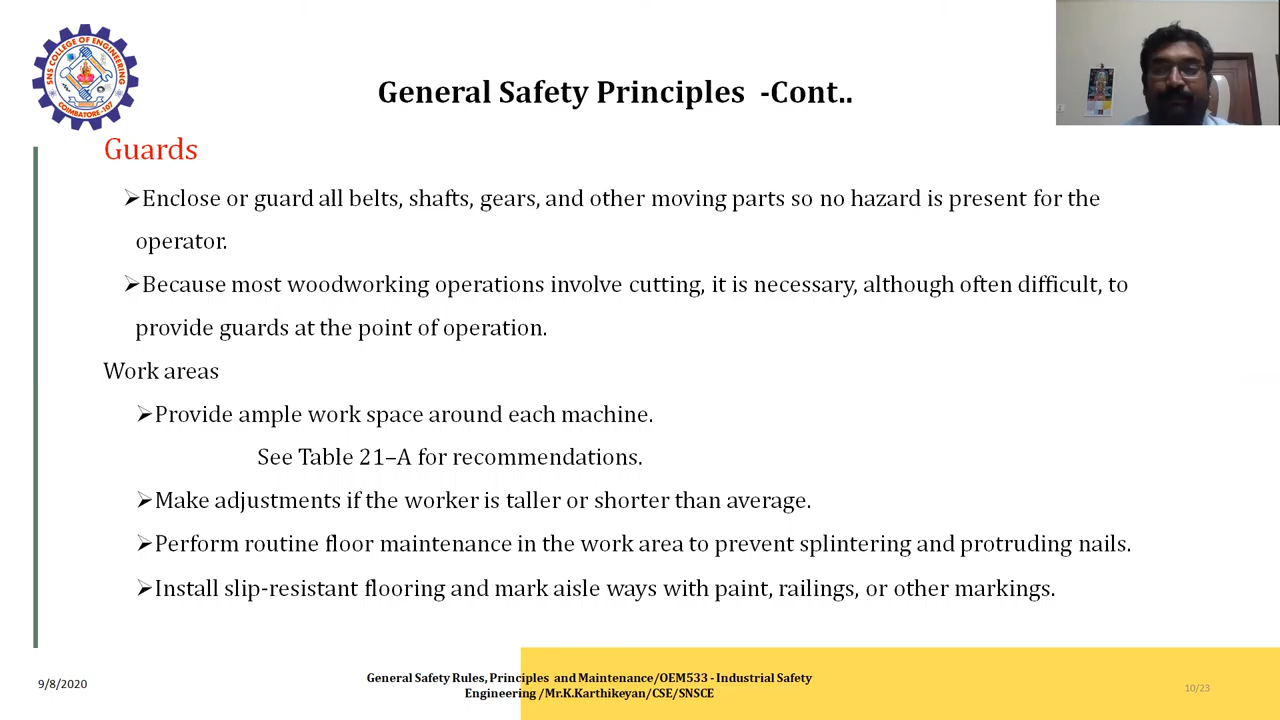 SNS COLLEGE OF ENGINEERING
COIMBATORE -107
General Safety Principles -Cont..
Guards
➢Enclose or guard all belts, shafts, gears, and other moving parts so no hazard is present for the
operator.
➢Because most woodworking operations involve cutting, it is necessary, although often difficult, to
provide guards at the point of operation.
Work areas
➢Provide ample work space around each machine.
See Table 21–A for recommendations.
➢Make adjustments if the worker is taller or shorter than average.
➢Perform routine floor maintenance in the work area to prevent splintering and protruding nails.
➢Install slip-resistant flooring and mark aisle ways with paint, railings, or other markings.
9/8/2020
General Safety Rules, Principles and Maintenance/OEM533 - Industrial Safety
Engineering /Mr.K.Karthikeyan/CSE/SNSCE
10/23